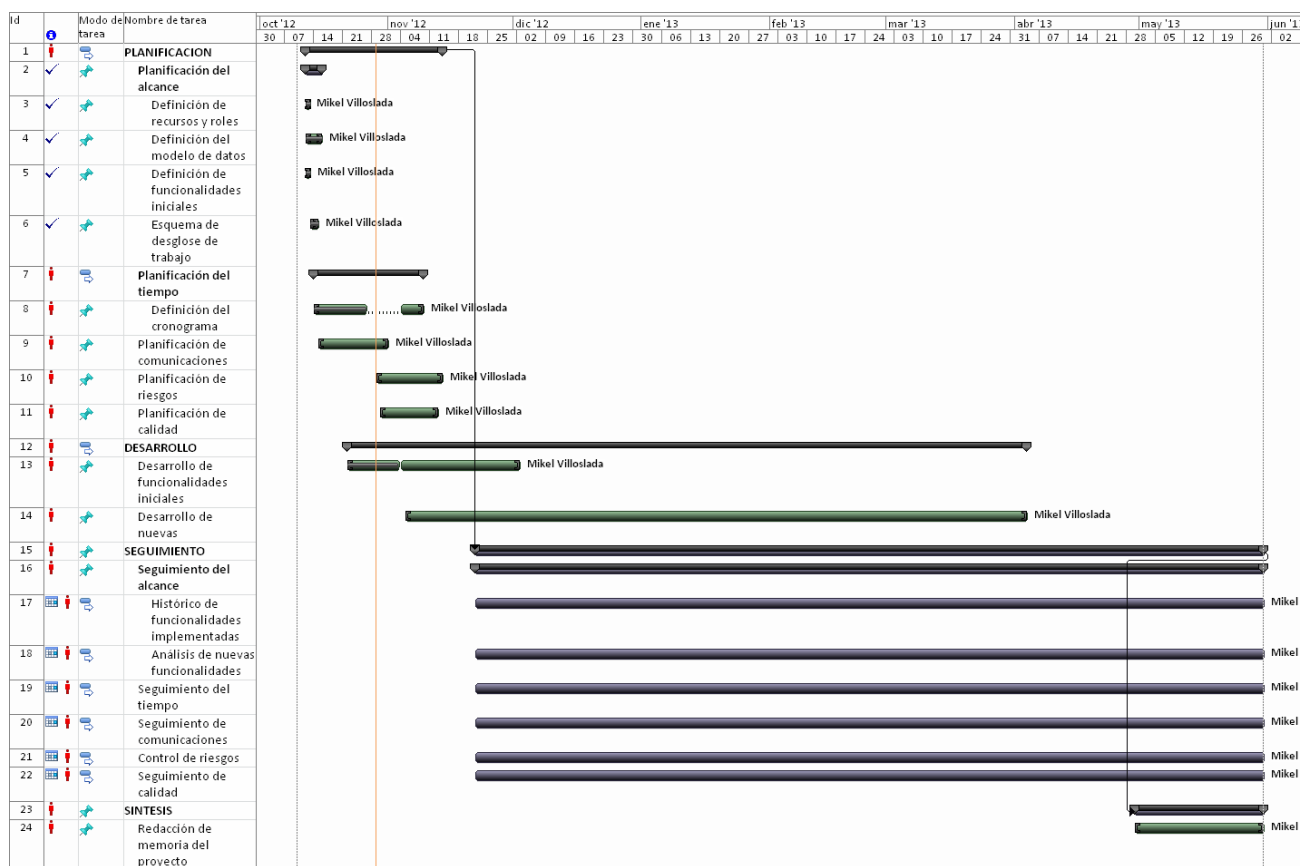 Id
Modo de
tarea
Nombre de tarea
oct '12
nov '12
dic '12
ene '13
feb '13
mar '13
abr '13
may '13
jun '1
30 07 14 21 28 04 11 18 25 02 09 16 23 30 06 13 20 27 03 10 17 24 03 10 17 24 31 07 14 21 28 05 12 19 26 02
1 PLANIFICACION
2 Planificación del
alcance
3 Definición de
recursos y roles
Mikel Villoslada
4 Definición del
modelo de datos
Mikel Villoslada
5 Definición de
funcionalidades
iniciales
Mikel Villoslada
6 Esquema de
desglose de
trabajo
Mikel Villoslada
7 Planificación del
tiempo
8 Definición del
cronograma
Mikel Villoslada
9 Planificación de
comunicaciones
Mikel Villoslada
10 Planificación de
riesgos
Mikel Villoslada
11 Planificación de
calidad
Mikel Villoslada
12 DESARROLLO
13 Desarrollo de
funcionalidades
iniciales
Mikel Villoslada
14 Desarrollo de
nuevas
Mikel Villoslada
15 SEGUIMIENTO
16 Seguimiento del
alcance
17 Histórico de
funcionalidades
implementadas
Mikel
18 Análisis de nuevas
funcionalidades
Mikel
19 Seguimiento del
tiempo
Mikel
20 Seguimiento de
comunicaciones
Mikel
21 Control de riesgos
Mikel
22 Seguimiento de
calidad
Mikel
23 SINTESIS
24 Redacción de
memoria del
proyecto
Mikel